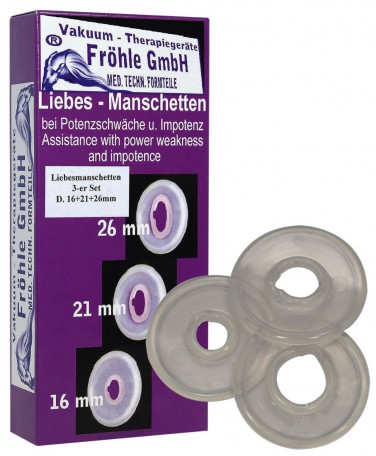 Vakuum - Therapiegeräte
® Fröhle GmbH
MED. TECHN. FORMTEILE
Liebes - Manschetten
bei Potenzschwäche u. Impotenz
Assistance with power weakness
and impotence
Liebesmanschetten
3-er Set
D. 16+21+26mm
26 mm
21 mm
16 mm
Vakuum - Therapiegeräte
Fröhle GmbH
MED. TECHN. FORMTEILE